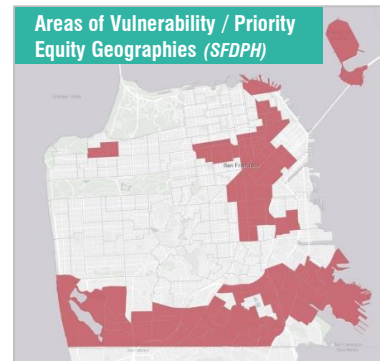 Areas of Vulnerability / Priority
Equity Geographies (SFDPH)
San Francisco